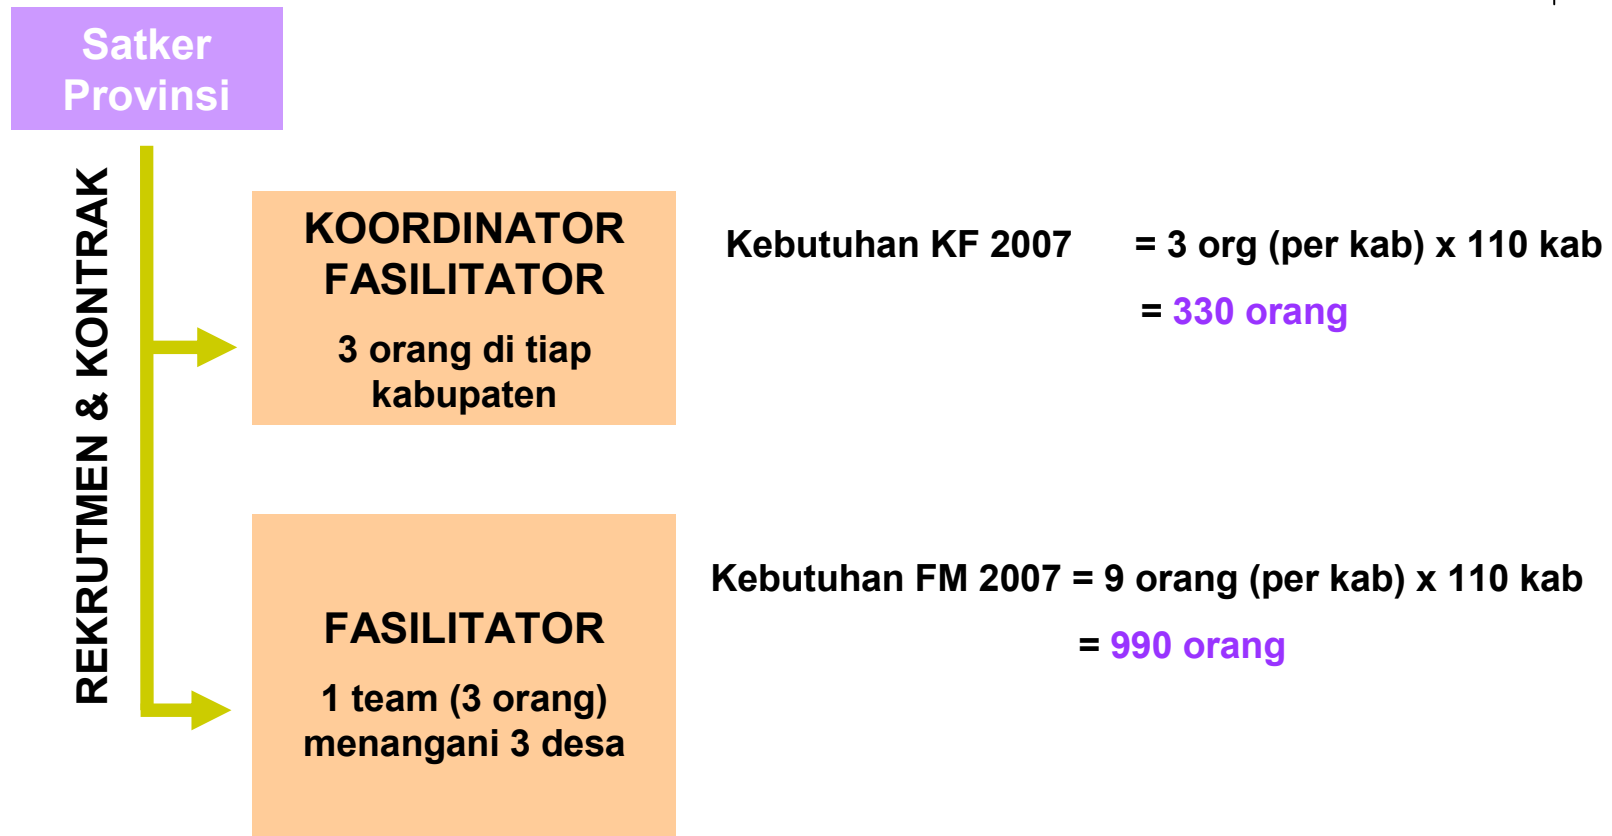 Satker
Provinsi
REKRUTMEN & KONTRAK
KOORDINATOR
FASILITATOR
3 orang di tiap
kabupaten
Kebutuhan KF 2007 = 3 org (per kab) x 110 kab
= 330 orang
FASILITATOR
1 team (3 orang)
menangani 3 desa
Kebutuhan FM 2007 = 9 orang (per kab) x 110 kab
= 990 orang